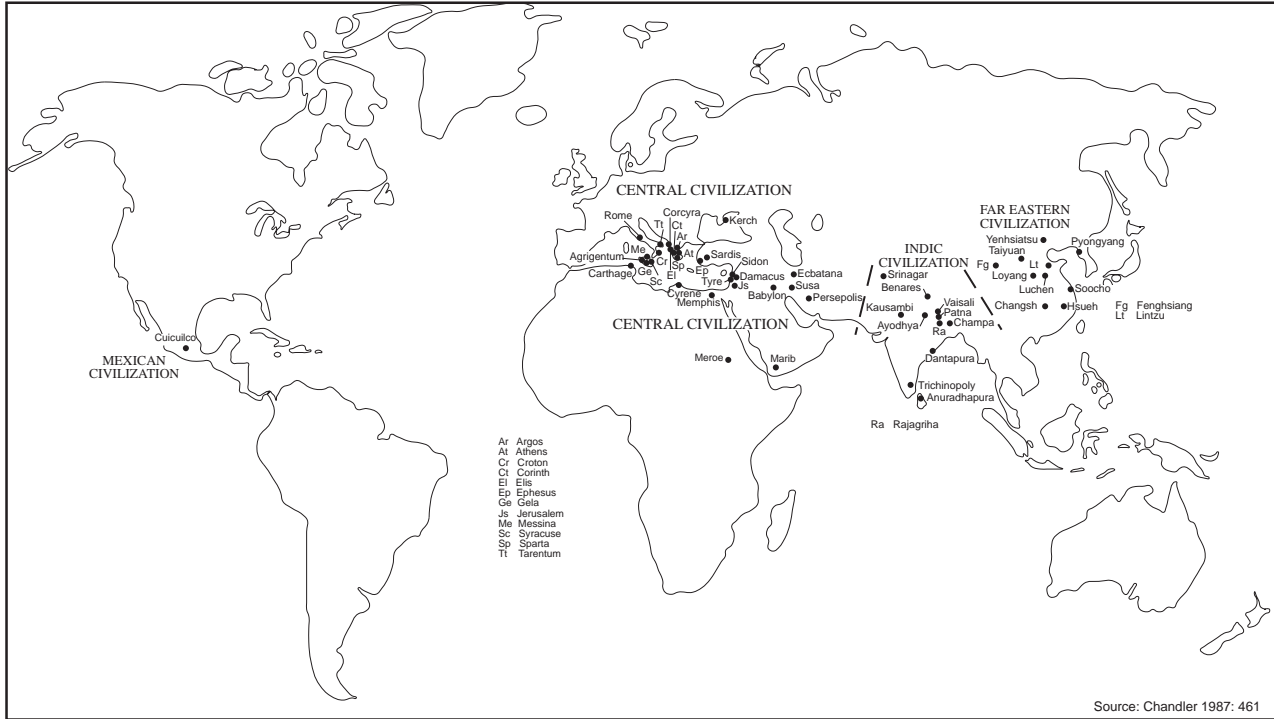 CENTRAL CIVILIZATION
Rome
Corcyra
Tt
Ct
Ar
Kerch
Me
Agrigentum
Cr
At
Sardis
Carthage
Ge
Sp
Ep
Sidon
Sc
El
Tyre
Damacus
Js
Cyrene
Memphis
Babylon
Ecbatana
Susa
Persepolis
CENTRAL CIVILIZATION
Meroe
Marib
Cuicuilco
MEXICAN
CIVILIZATION
INDIC
CIVILIZATION
Srinagar
Benares
Kausambi
Vaisali
Patna
Ayodhya
Champa
Ra
Dantapura
Trichinopoly
Anuradhapura
Ra Rajagriha
FAR EASTERN
CIVILIZATION
Yenhsiatsu
Taiyuan
Pyongyang
Fg
Lt
Loyang
Luchen
Soocho
Changsh
Hsueh
Fg Fenghsiang
Lt Lintzu
Ar Argos
At Athens
Cr Croton
Ct Corinth
El Elis
Ep Ephesus
Ge Gela
Js Jerusalem
Me Messina
Sc Syracuse
Sp Sparta
Tt Tarentum
Source: Chandler 1987: 461